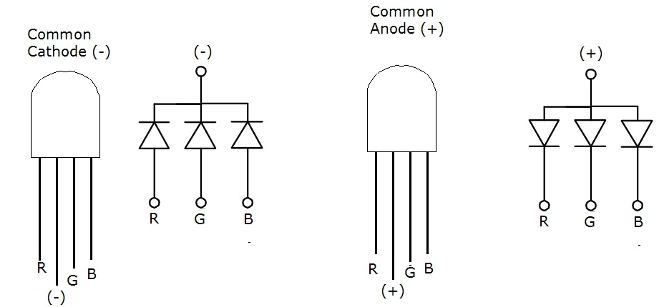 Common
Cathode (-)
(-)
R
G
B
R
G
B
(-)
Common
Anode (+)
(+)
R
G
B
R
G
B
(+)